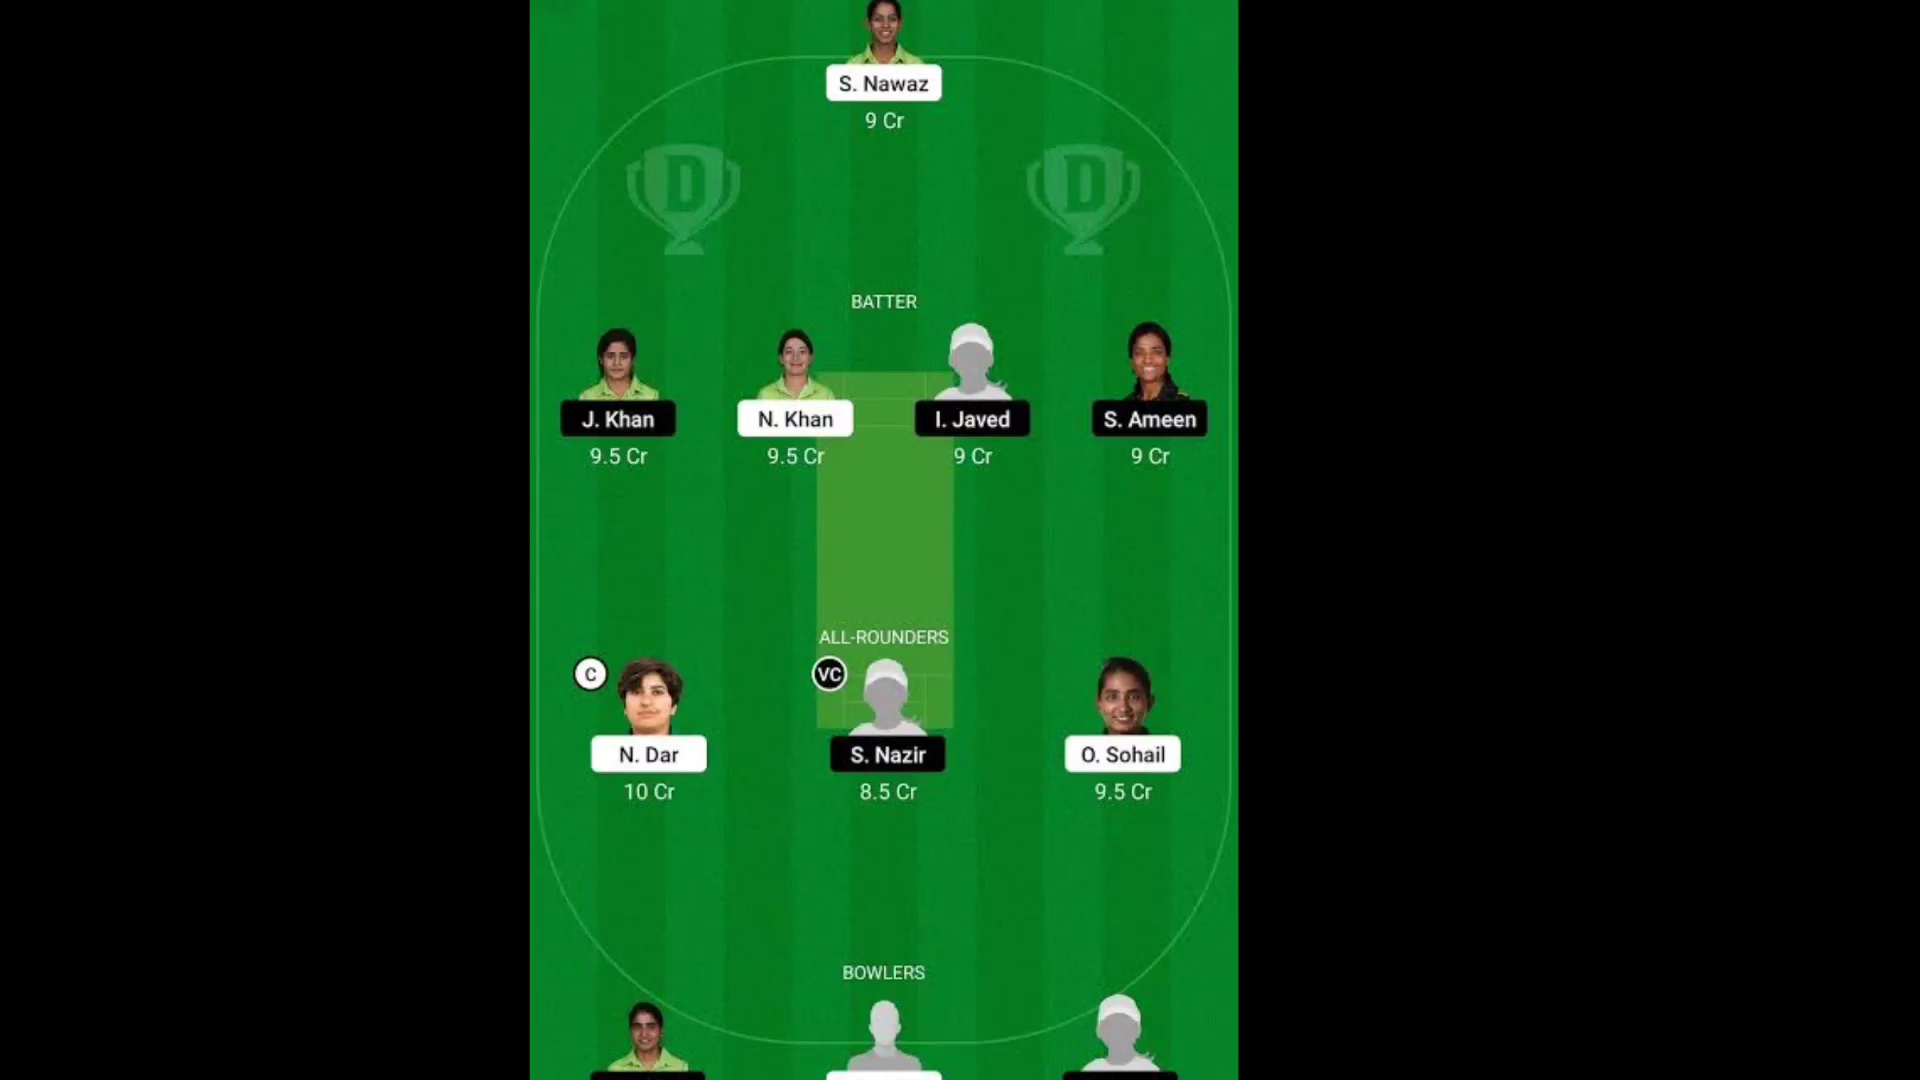 S. Nawaz
9 Cr
D D
BATTER
J. Khan N. Khan I. Javed S. Ameen
9.5 Cr 9.5 Cr 9 Cr 9 Cr
ALL-ROUNDERS
C VC
N. Dar S. Nazir O. Sohail
10 Cr 8.5 Cr 9.5 Cr
BOWLERS